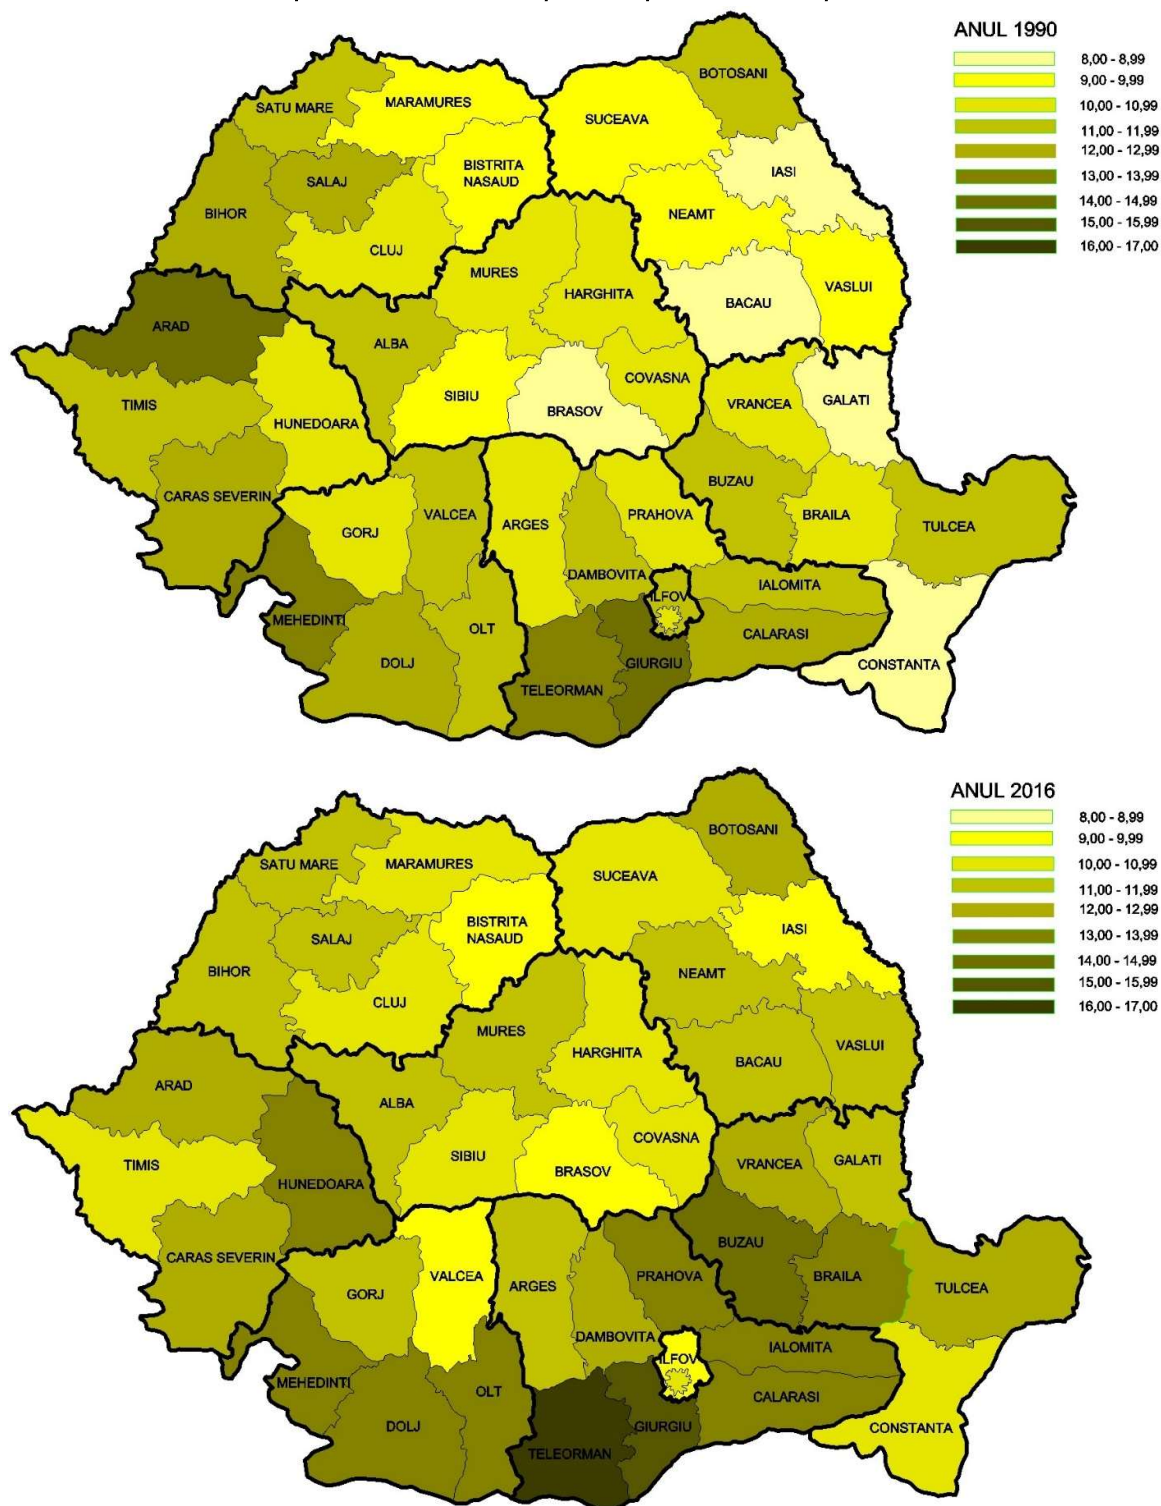 ANUL 1990
8,00 - 8,99
9,00 - 9,99
10,00 - 10,99
11,00 - 11,99
12,00 - 12,99
13,00 - 13,99
14,00 - 14,99
15,00 - 15,99
16,00 - 17,00
BOTOSANI
SATU MARE
MARAMURES
SUCEAVA
BISTRITA
NASAUD
IASI
SALAJ
BIHOR
NEAMT
CLUJ
MURES
HARGHITA
BACAU
VASLUI
ARAD
ALBA
COVASNA
SIBIU
BRASOV
TIMIS
VRANCEA
GALATI
HUNEDOARA
CARAS SEVERIN
VALCEA
BUZAU
GORJ
ARGES
PRAHOVA
BRAILA
TULCEA
DAMBOVITA
ILFOV
IALOMITA
MEHEDINTI
OLT
CALARASI
DOLJ
TELEORMAN
GIURGIU
CONSTANTA
ANUL 2016
8,00 - 8,99
9,00 - 9,99
10,00 - 10,99
11,00 - 11,99
12,00 - 12,99
13,00 - 13,99
14,00 - 14,99
15,00 - 15,99
16,00 - 17,00
BOTOSANI
SATU MARE
MARAMURES
SUCEAVA
BISTRITA
NASAUD
IASI
SALAJ
BIHOR
NEAMT
CLUJ
MURES
HARGHITA
BACAU
VASLUI
ARAD
ALBA
COVASNA
SIBIU
BRASOV
TIMIS
VRANCEA
GALATI
HUNEDOARA
CARAS SEVERIN
VALCEA
BUZAU
GORJ
ARGES
PRAHOVA
BRAILA
TULCEA
DAMBOVITA
ILFOV
IALOMITA
MEHEDINTI
OLT
CALARASI
DOLJ
TELEORMAN
GIURGIU
CONSTANTA